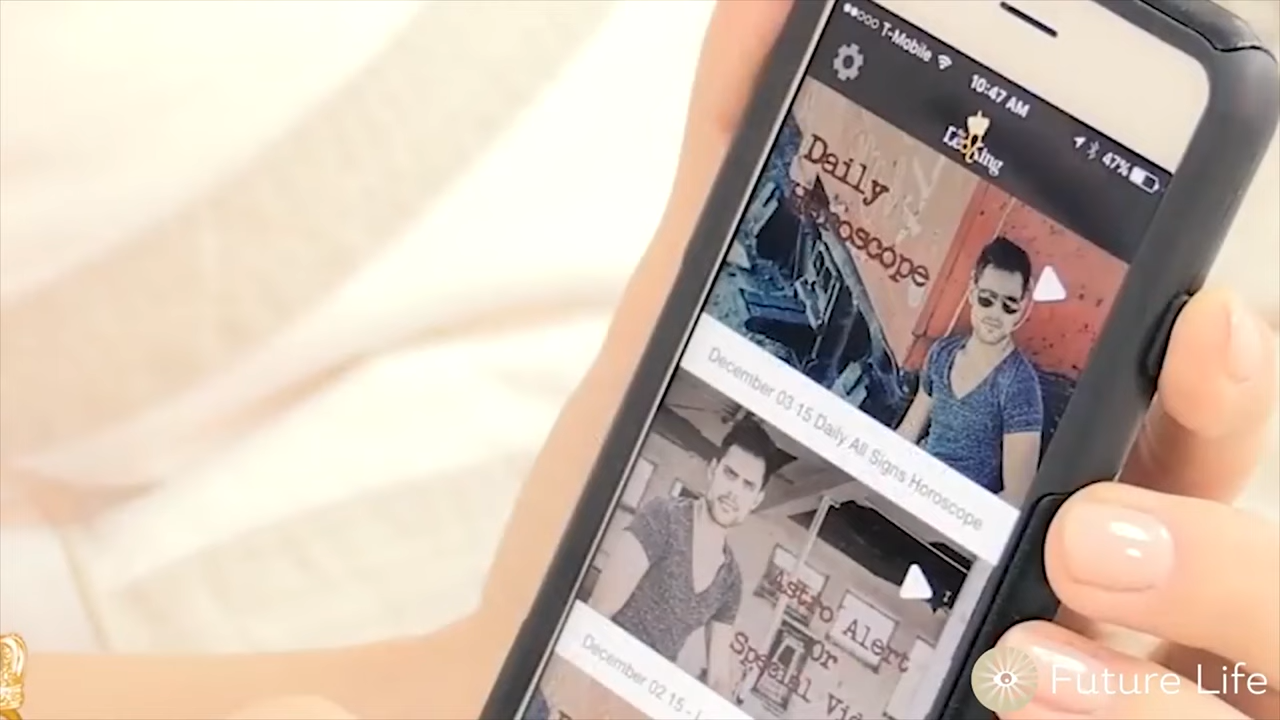 T-Mobile
10:47 AM
47%
the
Leo King
Daily
Horoscope
December 03 15 Daily All Signs Horoscope
Astro Alert
Or
Special
December 02 15 -
Future Life